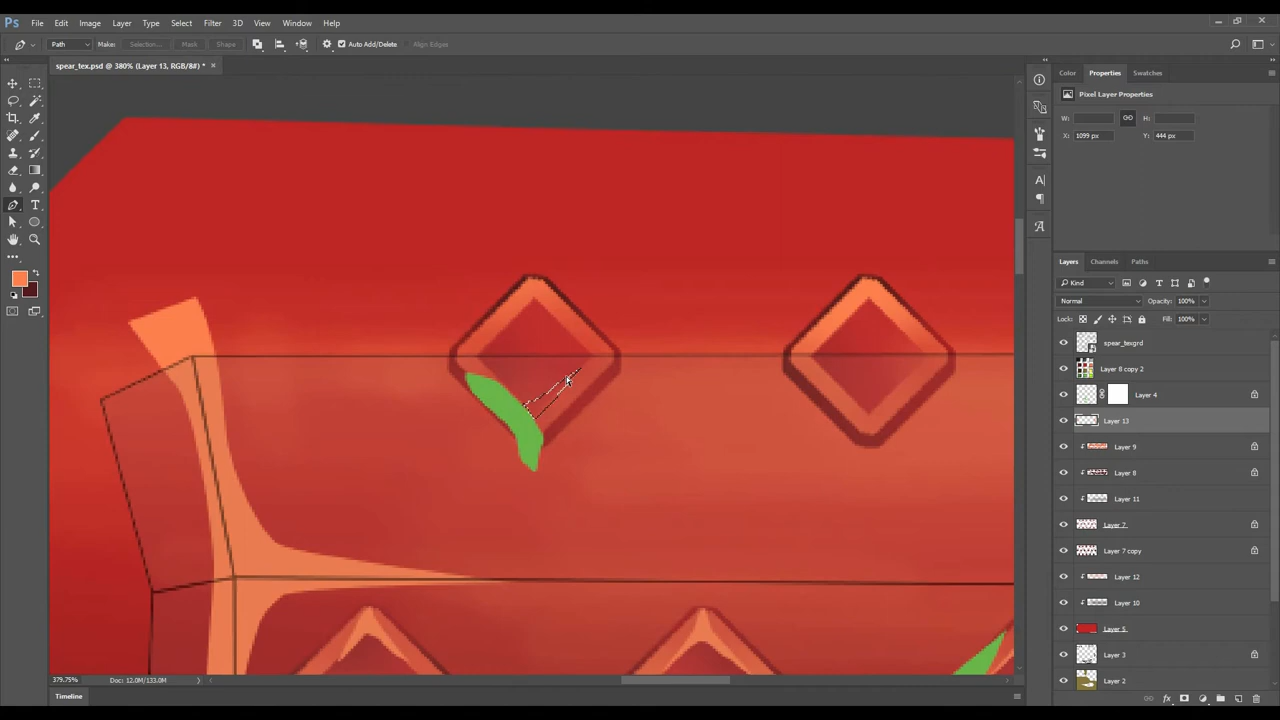 Ps File Edit Image Layer Type Select Filter 3D View Window Help
Path Make: Selection... Mask Shape Auto Add/Delete Align Edges
spear_tex.psd @ 380% (Layer 13, RGB/8#) * ×
Color Properties Swatches
Pixel Layer Properties
W: H:
X: 1099 px Y: 444 px
Layers Channels Paths
Kind
Normal Opacity: 100%
Lock: Fill: 100%
spear_texgrd
Layer 8 copy 2
Layer 4
Layer 13
Layer 9
Layer 8
Layer 11
Layer 7
Layer 7 copy
Layer 12
Layer 10
Layer 5
Layer 3
Layer 2
379.75% Doc: 12.0M/133.0M
Timeline